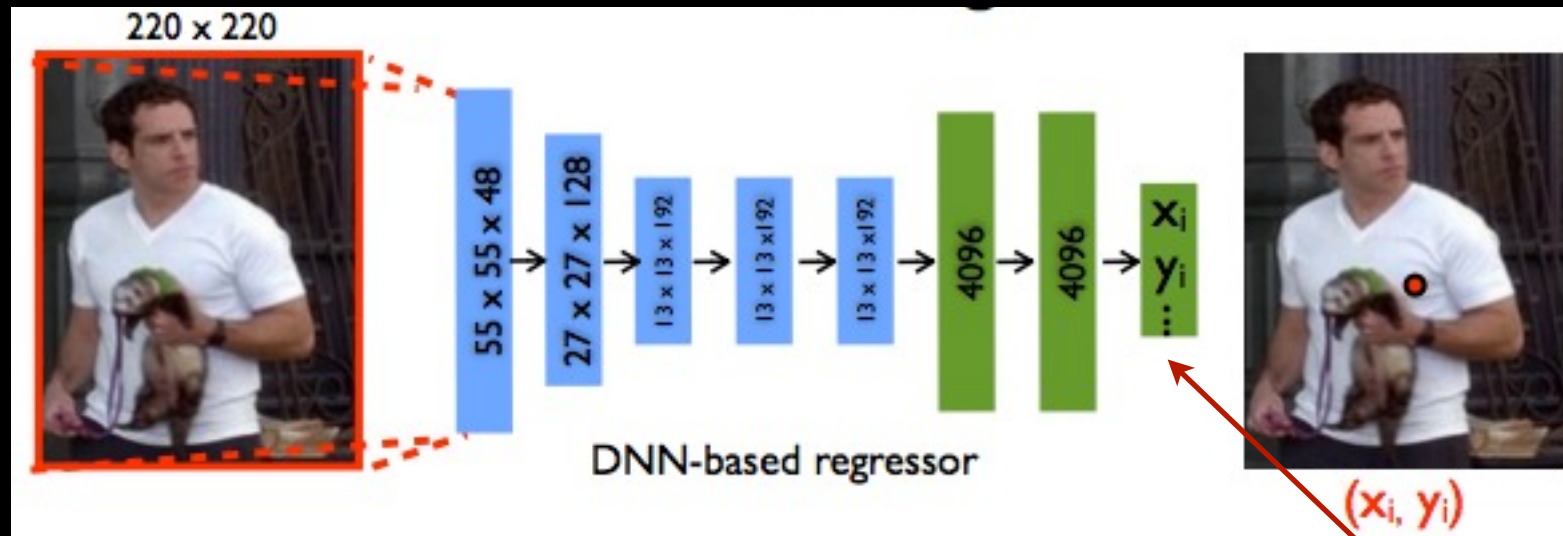 220 x 220
55 x 55 x 48
27 x 27 x 128
13 x 13 x 192
13 x 13 x192
13 x 13 x192
4096
4096
xᵢ
yᵢ
...
DNN-based regressor
(xᵢ, yᵢ)